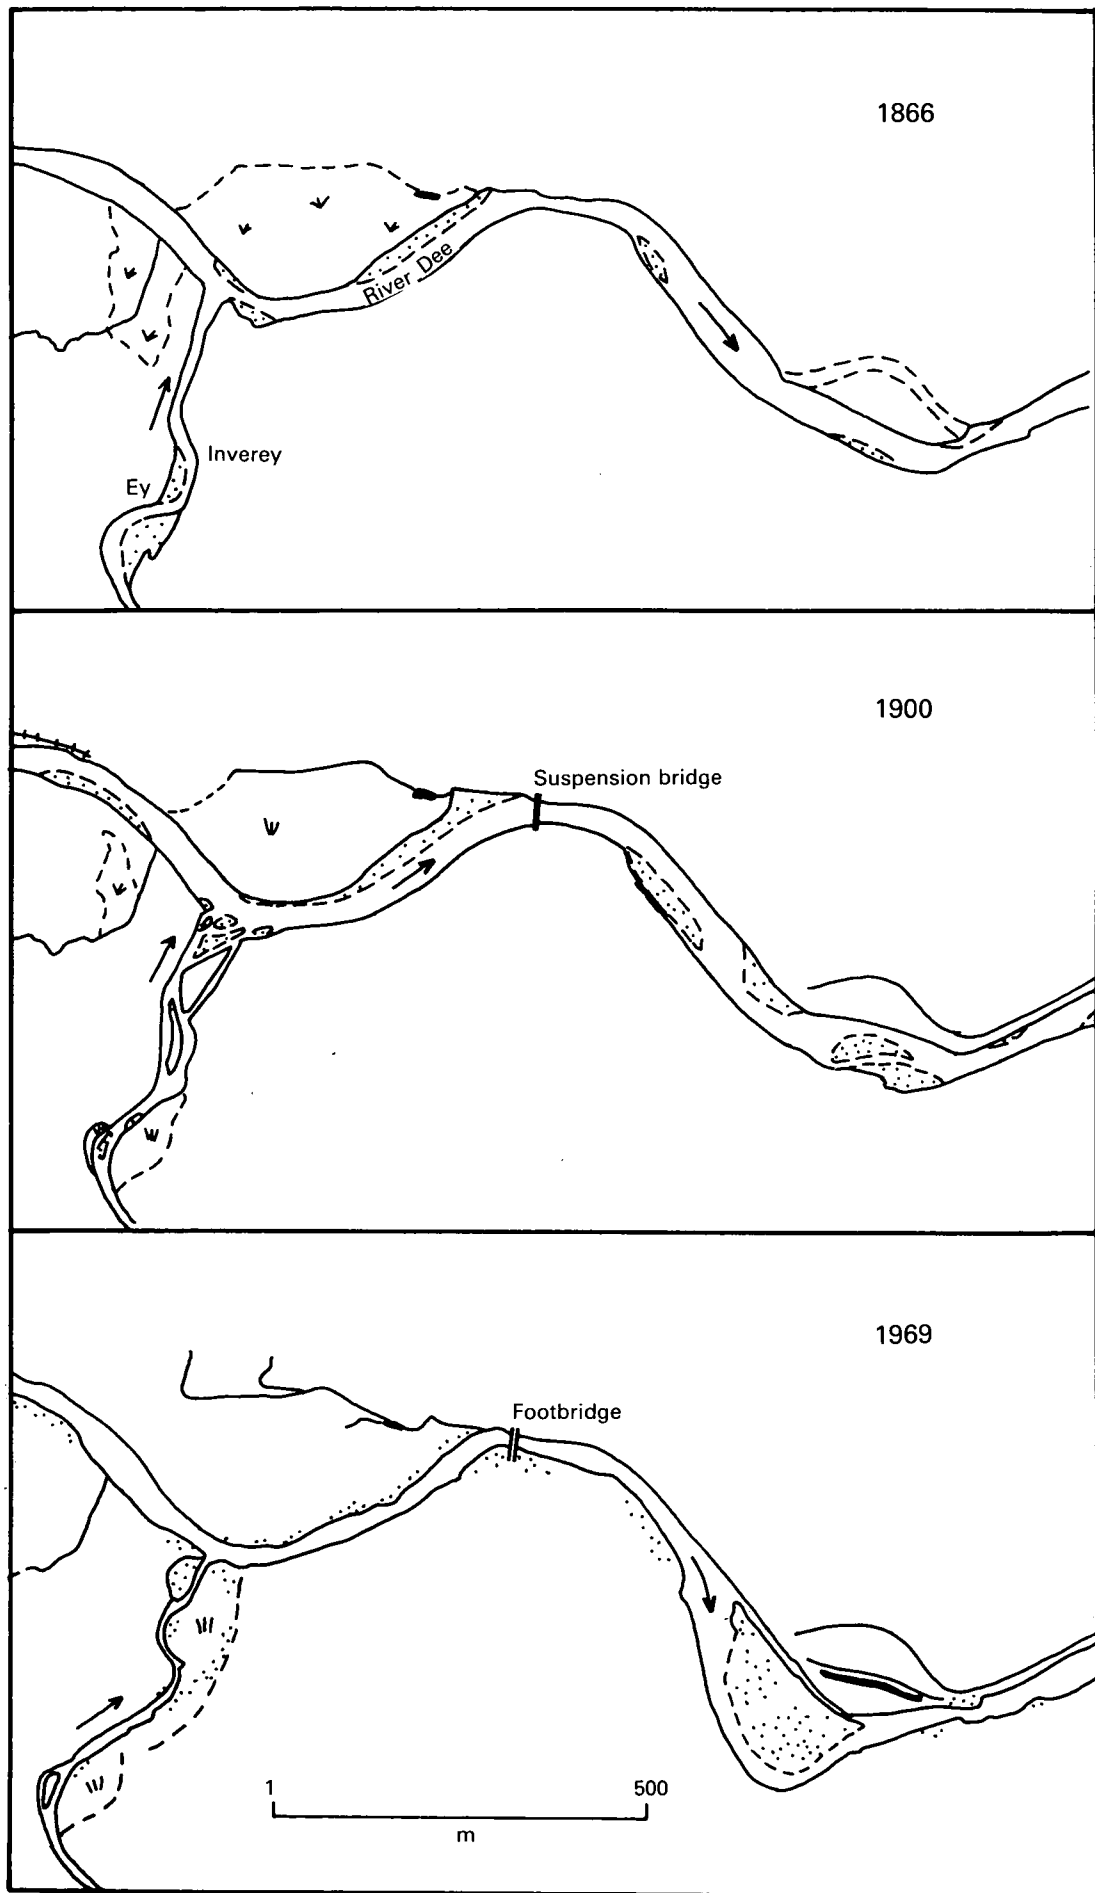 1866
River Dee
Inverey
Ey
1900
Suspension bridge
1969
Footbridge
1 500
m